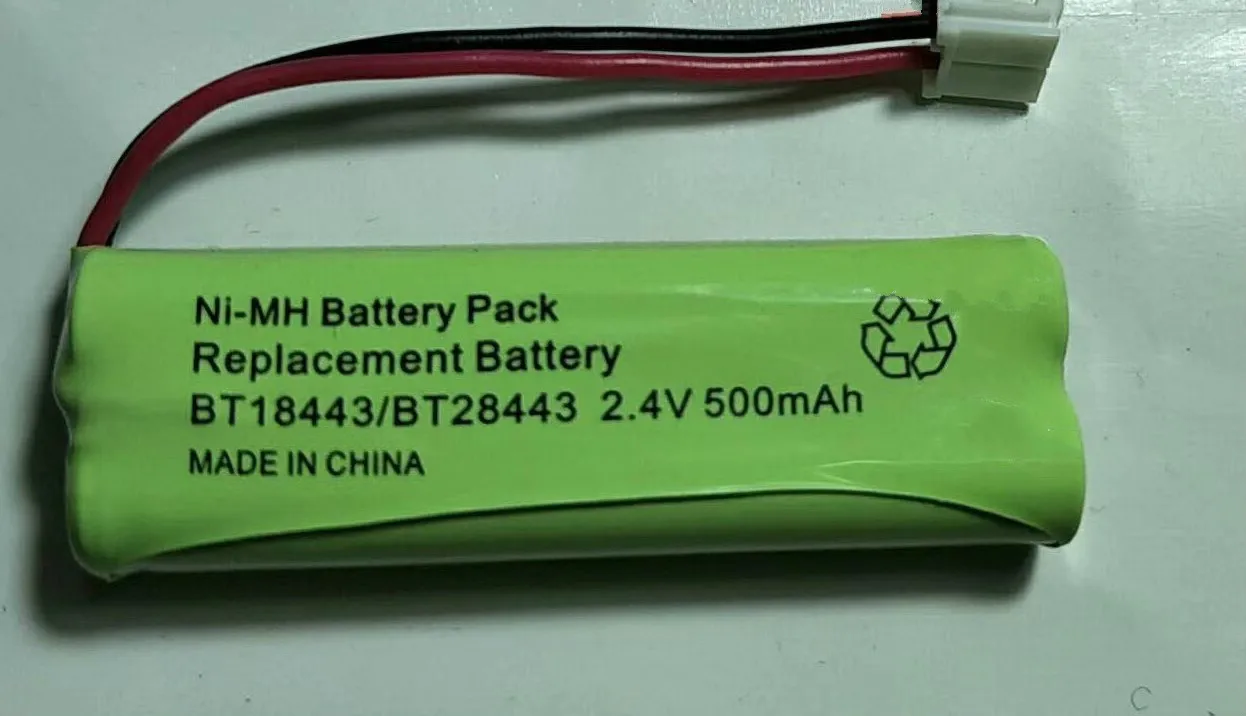 Ni-MH Battery Pack
Replacement Battery
BT18443/BT28443 2.4V 500mAh
MADE IN CHINA